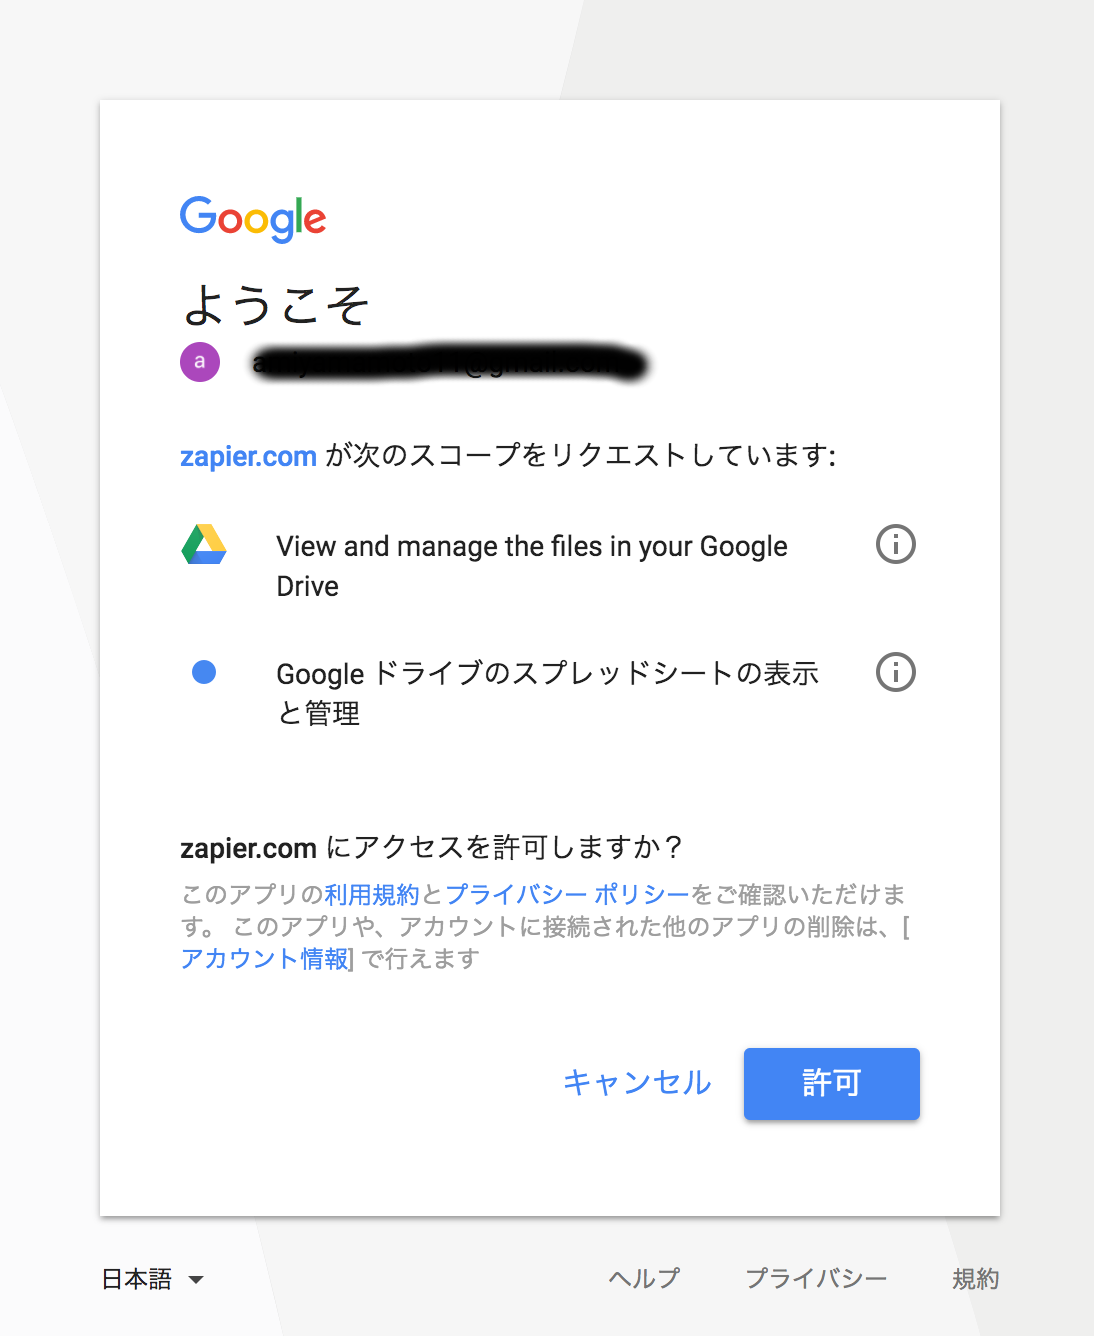 Google
ようこそ
a
zapier.com が次のスコープをリクエストしています:
View and manage the files in your Google
Drive
Google ドライブのスプレッドシートの表示
と管理
zapier.com にアクセスを許可しますか？
このアプリの利用規約とプライバシー ポリシーをご確認いただけま
す。 このアプリや、アカウントに接続された他のアプリの削除は、[
アカウント情報] で行えます
キャンセル 許可
日本語 ヘルプ プライバシー 規約